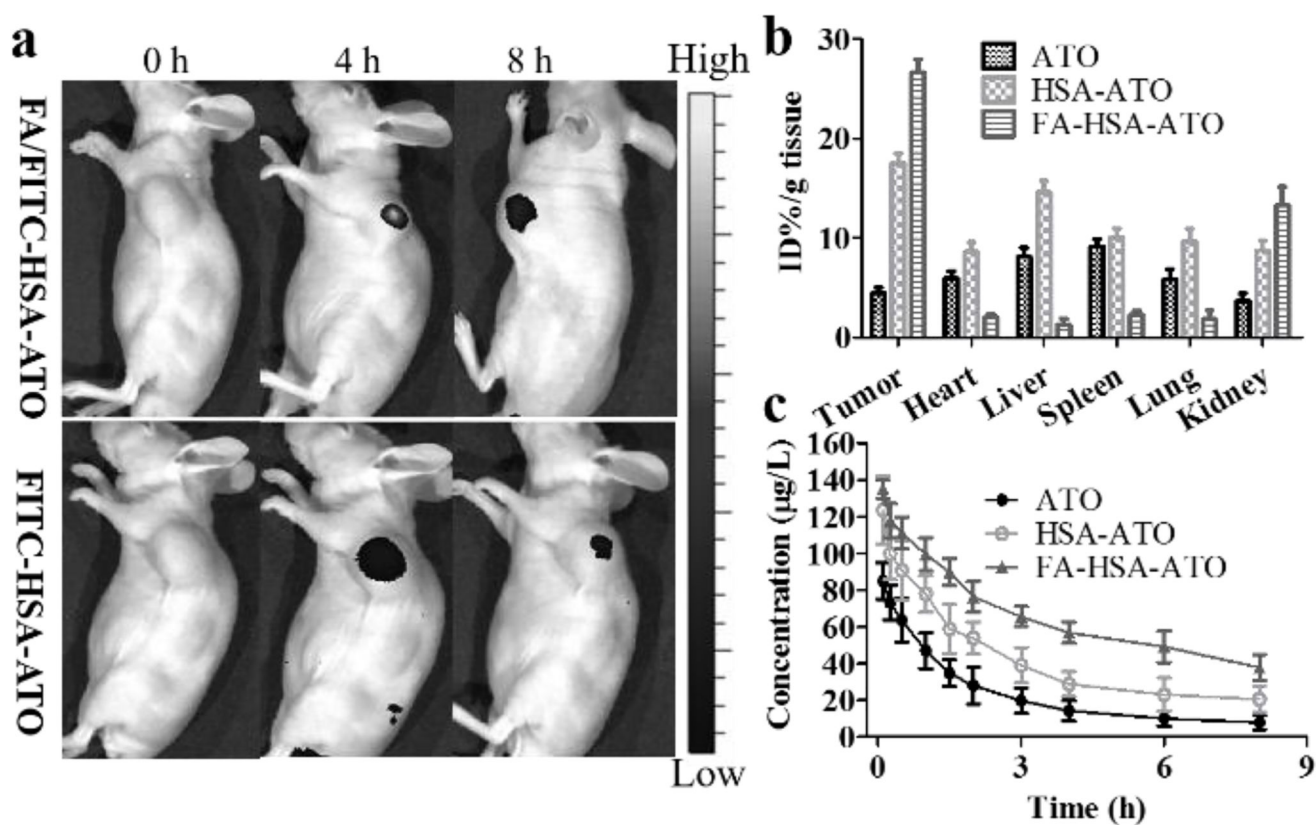 a
0 h
4 h
8 h
High
FA/FITC-HSA-ATO
FITC-HSA-ATO
Low
b
30
20
10
0
ID%/g tissue
ATO
HSA-ATO
FA-HSA-ATO
Tumor
Heart
Liver
Spleen
Lung
Kidney
c
160
140
120
100
80
60
40
20
0
Concentration (µg/L)
ATO
HSA-ATO
FA-HSA-ATO
0
3
6
9
Time (h)